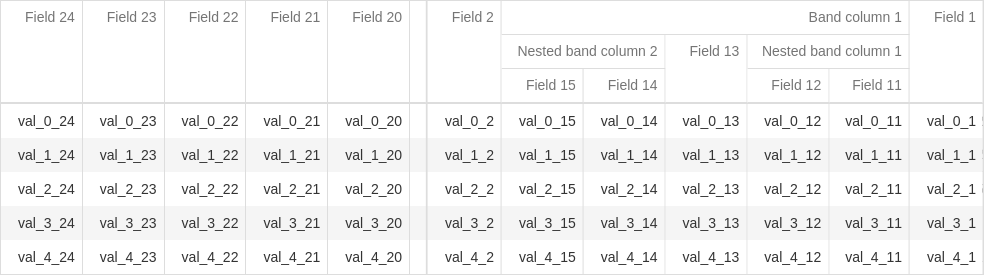 Field 24 Field 23 Field 22 Field 21 Field 20 Field 2 Band column 1 Field 1
Nested band column 2 Field 13 Nested band column 1
Field 15 Field 14 Field 12 Field 11
val_0_24 val_0_23 val_0_22 val_0_21 val_0_20 val_0_2 val_0_15 val_0_14 val_0_13 val_0_12 val_0_11 val_0_1
val_1_24 val_1_23 val_1_22 val_1_21 val_1_20 val_1_2 val_1_15 val_1_14 val_1_13 val_1_12 val_1_11 val_1_1
val_2_24 val_2_23 val_2_22 val_2_21 val_2_20 val_2_2 val_2_15 val_2_14 val_2_13 val_2_12 val_2_11 val_2_1
val_3_24 val_3_23 val_3_22 val_3_21 val_3_20 val_3_2 val_3_15 val_3_14 val_3_13 val_3_12 val_3_11 val_3_1
val_4_24 val_4_23 val_4_22 val_4_21 val_4_20 val_4_2 val_4_15 val_4_14 val_4_13 val_4_12 val_4_11 val_4_1